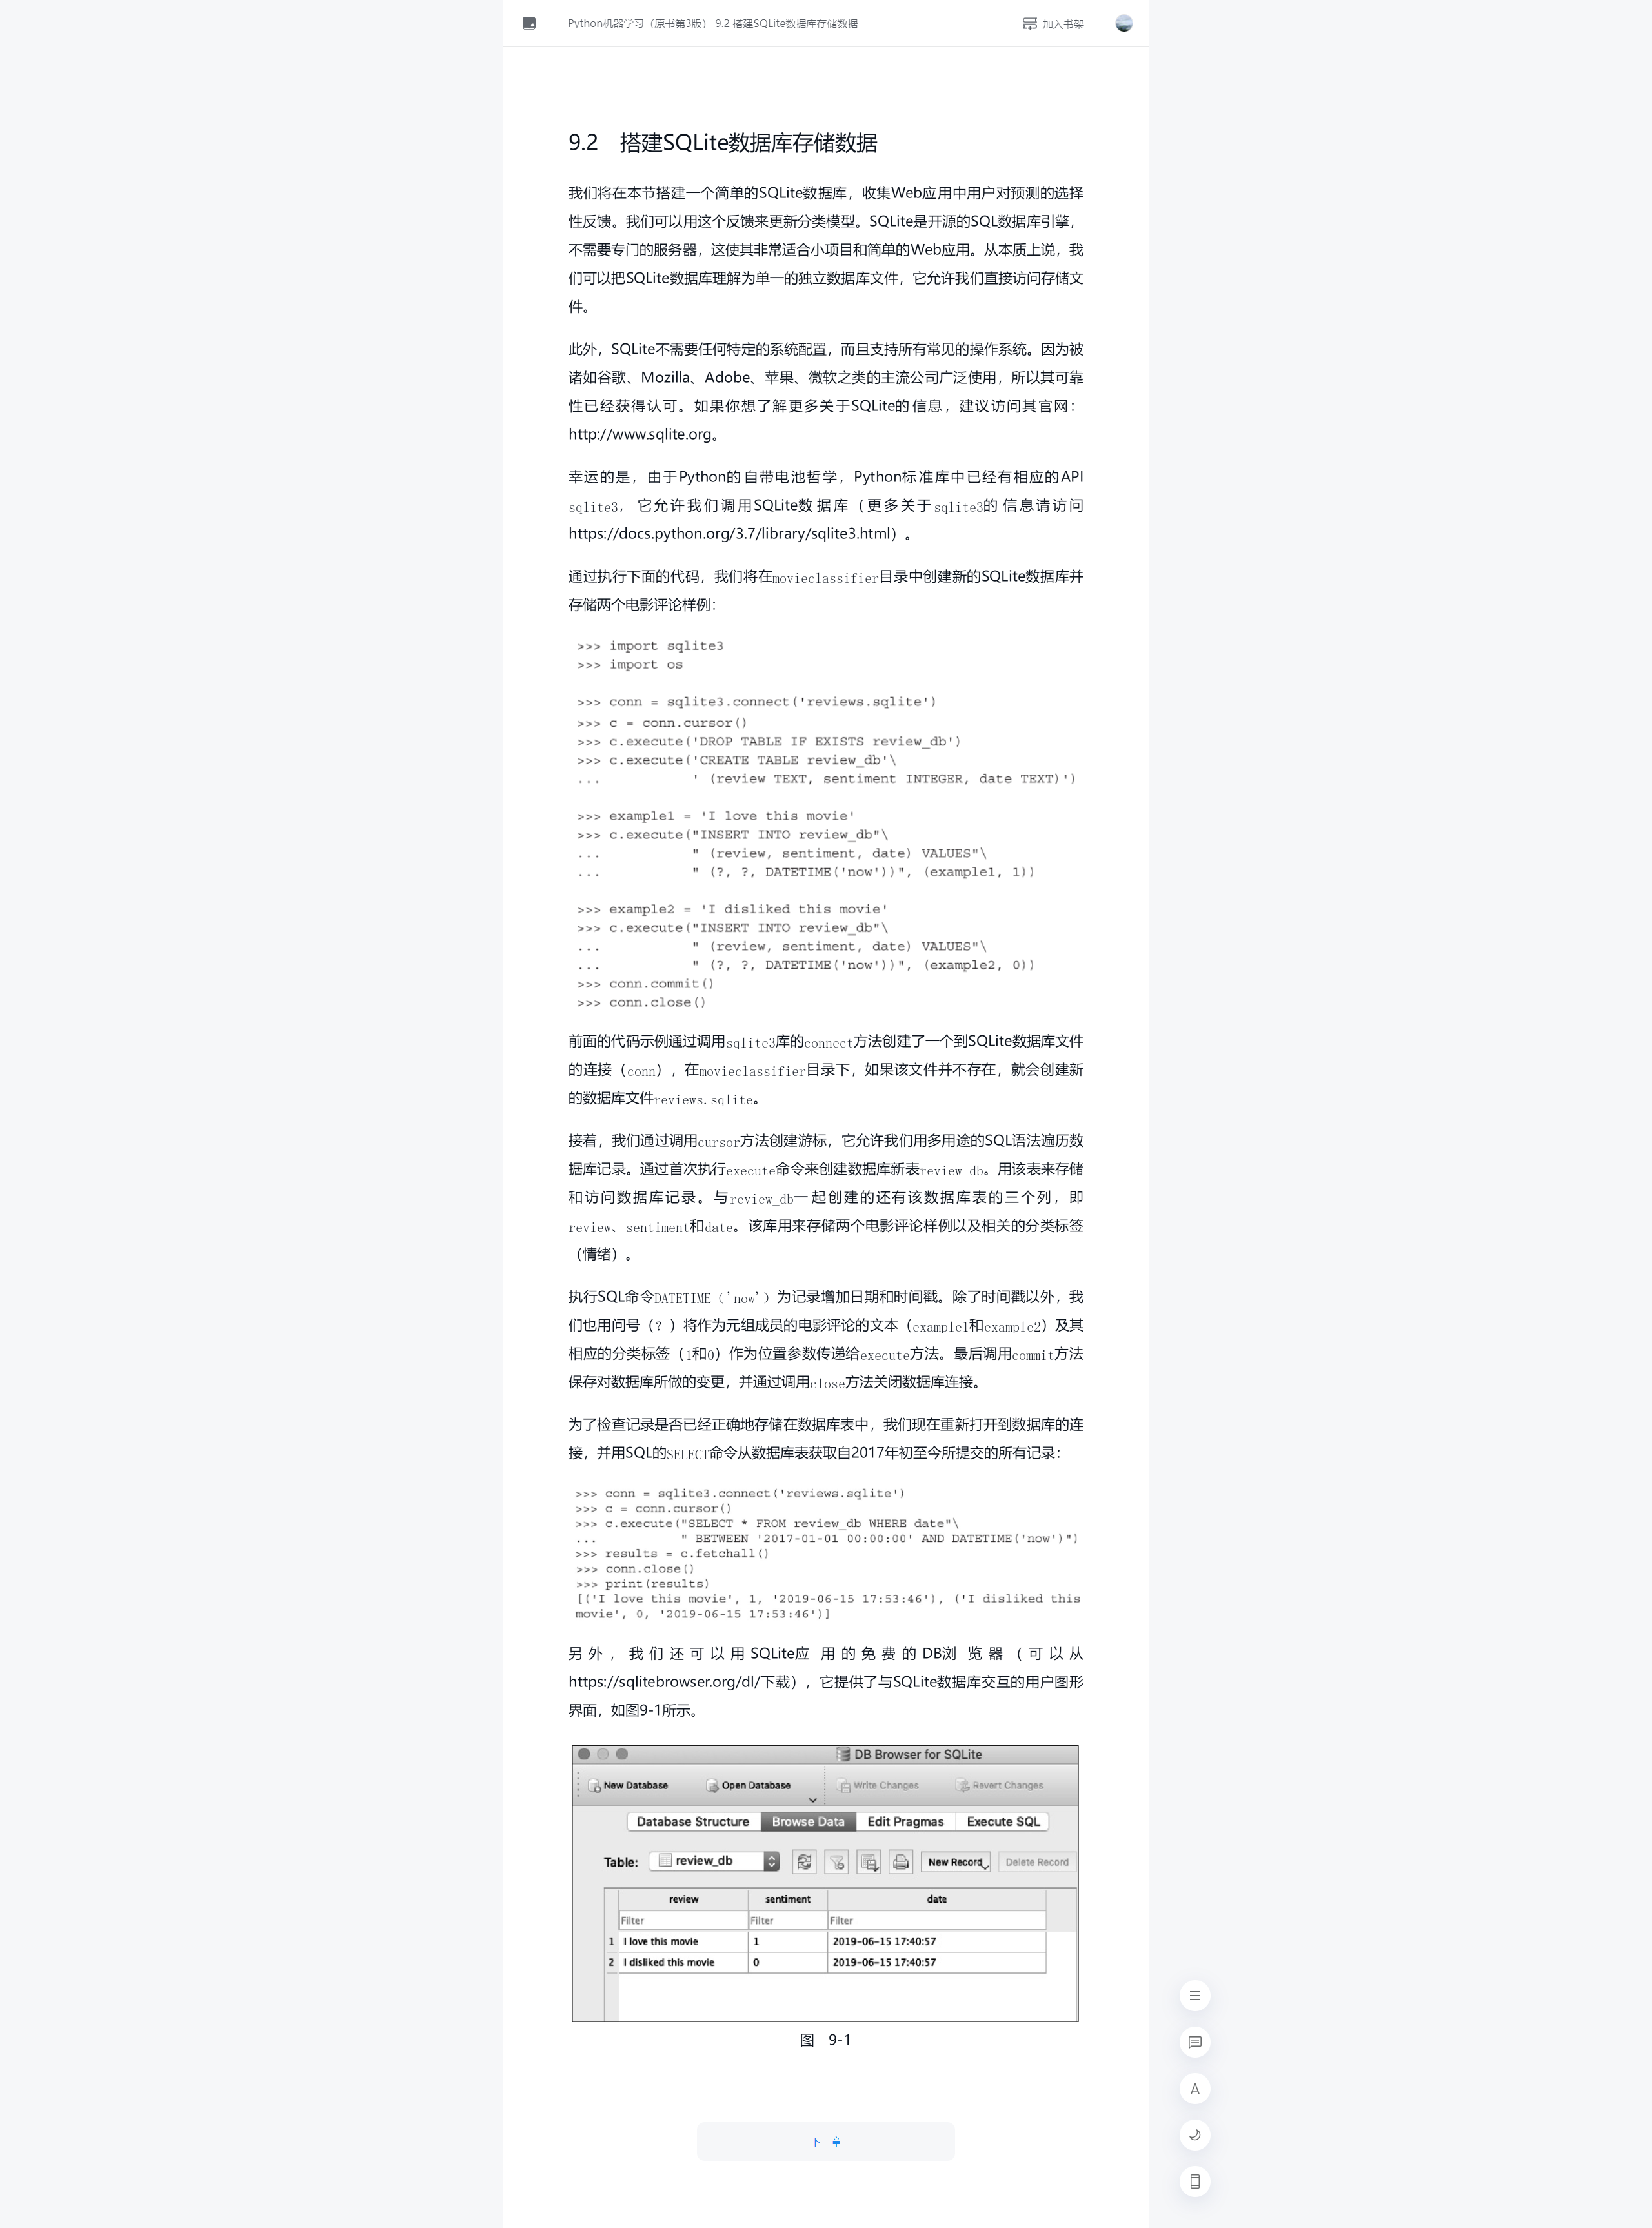 Python机器学习（原书第3版） 9.2 搭建SQLite数据库存储数据
加入书架
9.2 搭建SQLite数据库存储数据
我们将在本节搭建一个简单的SQLite数据库，收集Web应用中用户对预测的选择
性反馈。我们可以用这个反馈来更新分类模型。SQLite是开源的SQL数据库引擎，
不需要专门的服务器，这使其非常适合小项目和简单的Web应用。从本质上说，我
们可以把SQLite数据库理解为单一的独立数据库文件，它允许我们直接访问存储文
件。
此外，SQLite不需要任何特定的系统配置，而且支持所有常见的操作系统。因为被
诸如谷歌、Mozilla、Adobe、苹果、微软之类的主流公司广泛使用，所以其可靠
性已经获得认可。如果你想了解更多关于SQLite的信息，建议访问其官网：
http://www.sqlite.org。
幸运的是，由于Python的自带电池哲学，Python标准库中已经有相应的API
sqlite3，它允许我们调用SQLite数据库（更多关于sqlite3的信息请访问
https://docs.python.org/3.7/library/sqlite3.html）。
通过执行下面的代码，我们将在movieclassifier目录中创建新的SQLite数据库并
存储两个电影评论样例：
>>> import sqlite3
>>> import os
>>> conn = sqlite3.connect('reviews.sqlite')
>>> c = conn.cursor()
>>> c.execute('DROP TABLE IF EXISTS review_db')
>>> c.execute('CREATE TABLE review_db'\
...           ' (review TEXT, sentiment INTEGER, date TEXT)')
>>> example1 = 'I love this movie'
>>> c.execute("INSERT INTO review_db"\
...           " (review, sentiment, date) VALUES"\
...           " (?, ?, DATETIME('now'))", (example1, 1))
>>> example2 = 'I disliked this movie'
>>> c.execute("INSERT INTO review_db"\
...           " (review, sentiment, date) VALUES"\
...           " (?, ?, DATETIME('now'))", (example2, 0))
>>> conn.commit()
>>> conn.close()
前面的代码示例通过调用sqlite3库的connect方法创建了一个到SQLite数据库文件
的连接（conn），在movieclassifier目录下，如果该文件并不存在，就会创建新
的数据库文件reviews.sqlite。
接着，我们通过调用cursor方法创建游标，它允许我们用多用途的SQL语法遍历数
据库记录。通过首次执行execute命令来创建数据库新表review_db。用该表来存储
和访问数据库记录。与review_db一起创建的还有该数据库表的三个列，即
review、sentiment和date。该库用来存储两个电影评论样例以及相关的分类标签
（情绪）。
执行SQL命令DATETIME（'now'）为记录增加日期和时间戳。除了时间戳以外，我
们也用问号（？）将作为元组成员的电影评论的文本（example1和example2）及其
相应的分类标签（1和0）作为位置参数传递给execute方法。最后调用commit方法
保存对数据库所做的变更，并通过调用close方法关闭数据库连接。
为了检查记录是否已经正确地存储在数据库表中，我们现在重新打开到数据库的连
接，并用SQL的SELECT命令从数据库表获取自2017年初至今所提交的所有记录：
>>> conn = sqlite3.connect('reviews.sqlite')
>>> c = conn.cursor()
>>> c.execute("SELECT * FROM review_db WHERE date"\
...           " BETWEEN '2017-01-01 00:00:00' AND DATETIME('now')")
>>> results = c.fetchall()
>>> conn.close()
>>> print(results)
[('I love this movie', 1, '2019-06-15 17:53:46'), ('I disliked this
movie', 0, '2019-06-15 17:53:46')]
另外，我们还可以用SQLite应用的免费的DB浏览器（可以从
https://sqlitebrowser.org/dl/下载），它提供了与SQLite数据库交互的用户图形
界面，如图9-1所示。
DB Browser for SQLite
New Database Open Database Write Changes Revert Changes
Database Structure Browse Data Edit Pragmas Execute SQL
Table: review_db New Record Delete Record
review sentiment date
Filter Filter Filter
1 I love this movie 1 2019-06-15 17:40:57
2 I disliked this movie 0 2019-06-15 17:40:57
图 9-1
A
下一章